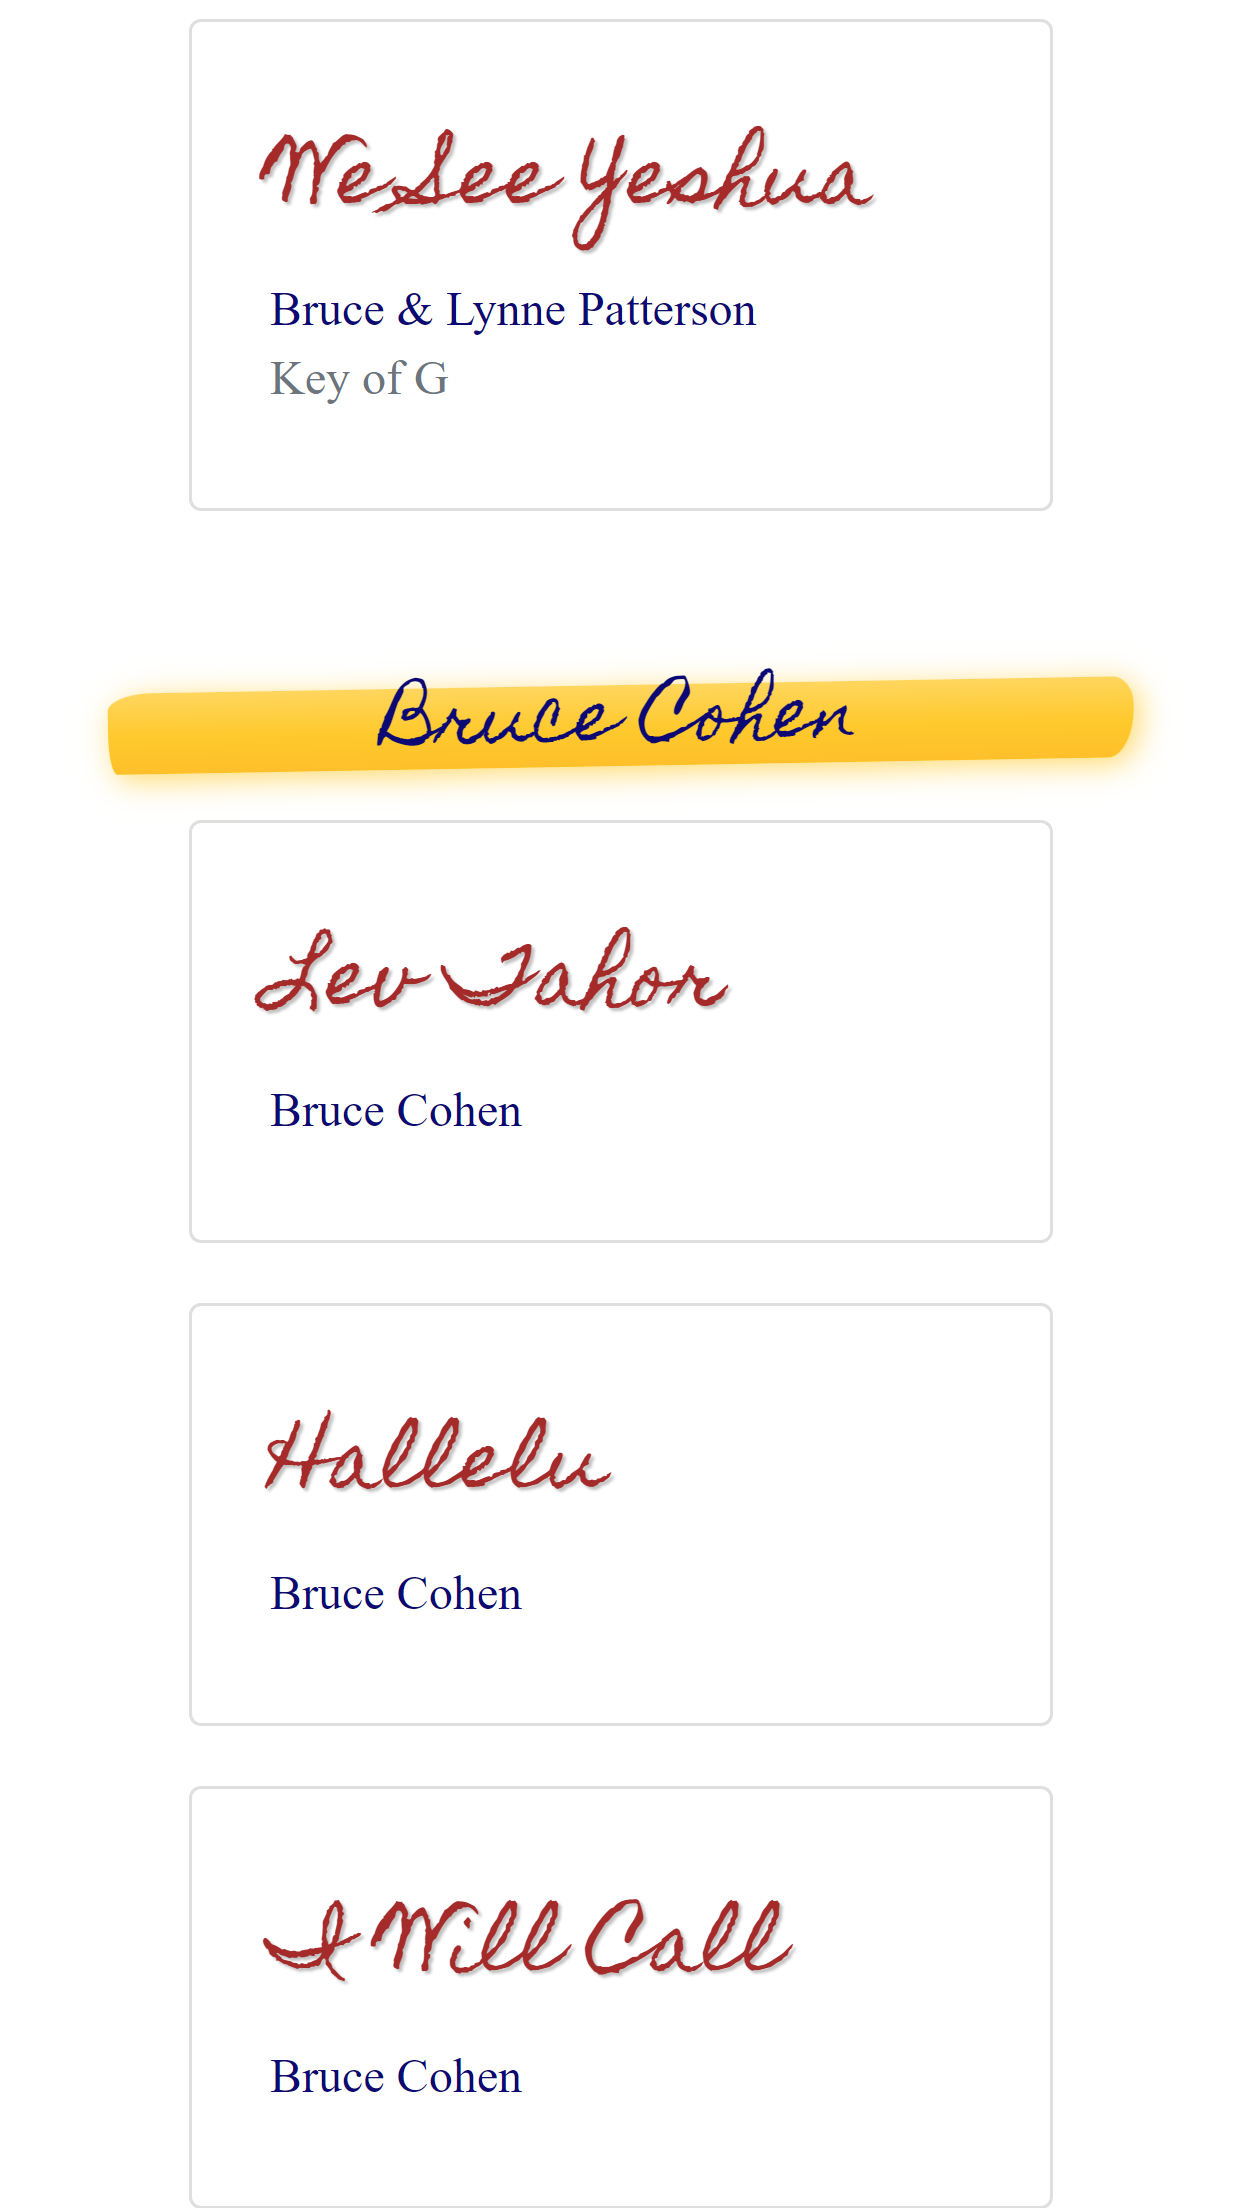 We See Yeshua
Bruce & Lynne Patterson
Key of G
Bruce Cohen
Lev Tahor
Bruce Cohen
Hallelu
Bruce Cohen
I Will Call
Bruce Cohen